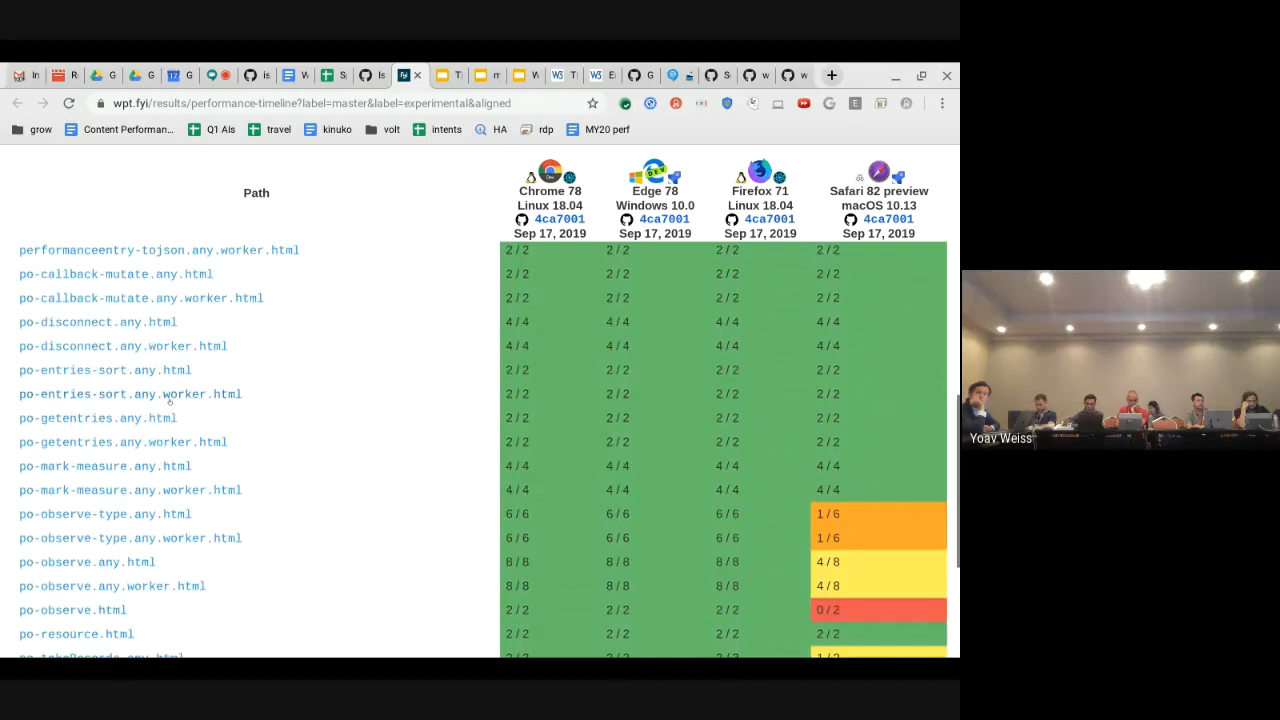 In
R
G
G
17
G
is
W
S
Is
fyi
T
m
W
W3
T
W3
E
G
S
w
w
wpt.fyi/results/performance-timeline?label=master&label=experimental&aligned
grow
Content Performan...
Q1 AIs
travel
kinuko
volt
intents
HA
rdp
MY20 perf
Path
Chrome 78
Linux 18.04
4ca7001
Sep 17, 2019
Edge 78
Windows 10.0
4ca7001
Sep 17, 2019
Firefox 71
Linux 18.04
4ca7001
Sep 17, 2019
Safari 82 preview
macOS 10.13
4ca7001
Sep 17, 2019
performanceentry-tojson.any.worker.html 2 / 2 2 / 2 2 / 2 2 / 2
po-callback-mutate.any.html 2 / 2 2 / 2 2 / 2 2 / 2
po-callback-mutate.any.worker.html 2 / 2 2 / 2 2 / 2 2 / 2
po-disconnect.any.html 4 / 4 4 / 4 4 / 4 4 / 4
po-disconnect.any.worker.html 4 / 4 4 / 4 4 / 4 4 / 4
po-entries-sort.any.html 2 / 2 2 / 2 2 / 2 2 / 2
po-entries-sort.any.worker.html 2 / 2 2 / 2 2 / 2 2 / 2
po-getentries.any.html 2 / 2 2 / 2 2 / 2 2 / 2
po-getentries.any.worker.html 2 / 2 2 / 2 2 / 2 2 / 2
po-mark-measure.any.html 4 / 4 4 / 4 4 / 4 4 / 4
po-mark-measure.any.worker.html 4 / 4 4 / 4 4 / 4 4 / 4
po-observe-type.any.html 6 / 6 6 / 6 6 / 6 1 / 6
po-observe-type.any.worker.html 6 / 6 6 / 6 6 / 6 1 / 6
po-observe.any.html 8 / 8 8 / 8 8 / 8 4 / 8
po-observe.any.worker.html 8 / 8 8 / 8 8 / 8 4 / 8
po-observe.html 2 / 2 2 / 2 2 / 2 0 / 2
po-resource.html 2 / 2 2 / 2 2 / 2 2 / 2
po-takeRecords.any.html
Yoav Weiss